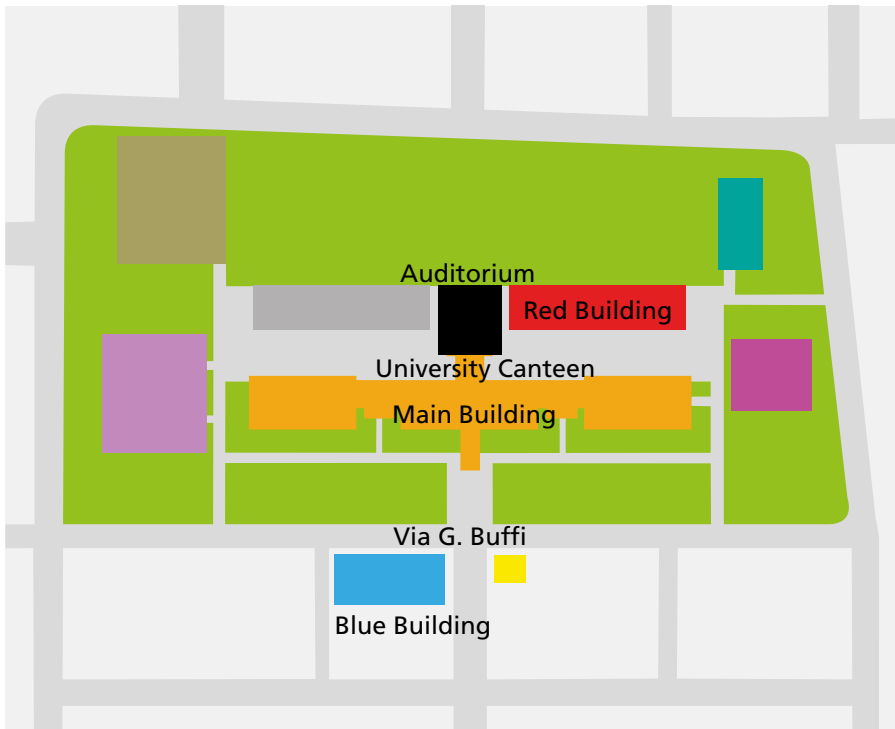 Auditorium
Red Building
University Canteen
Main Building
Via G. Buffi
Blue Building